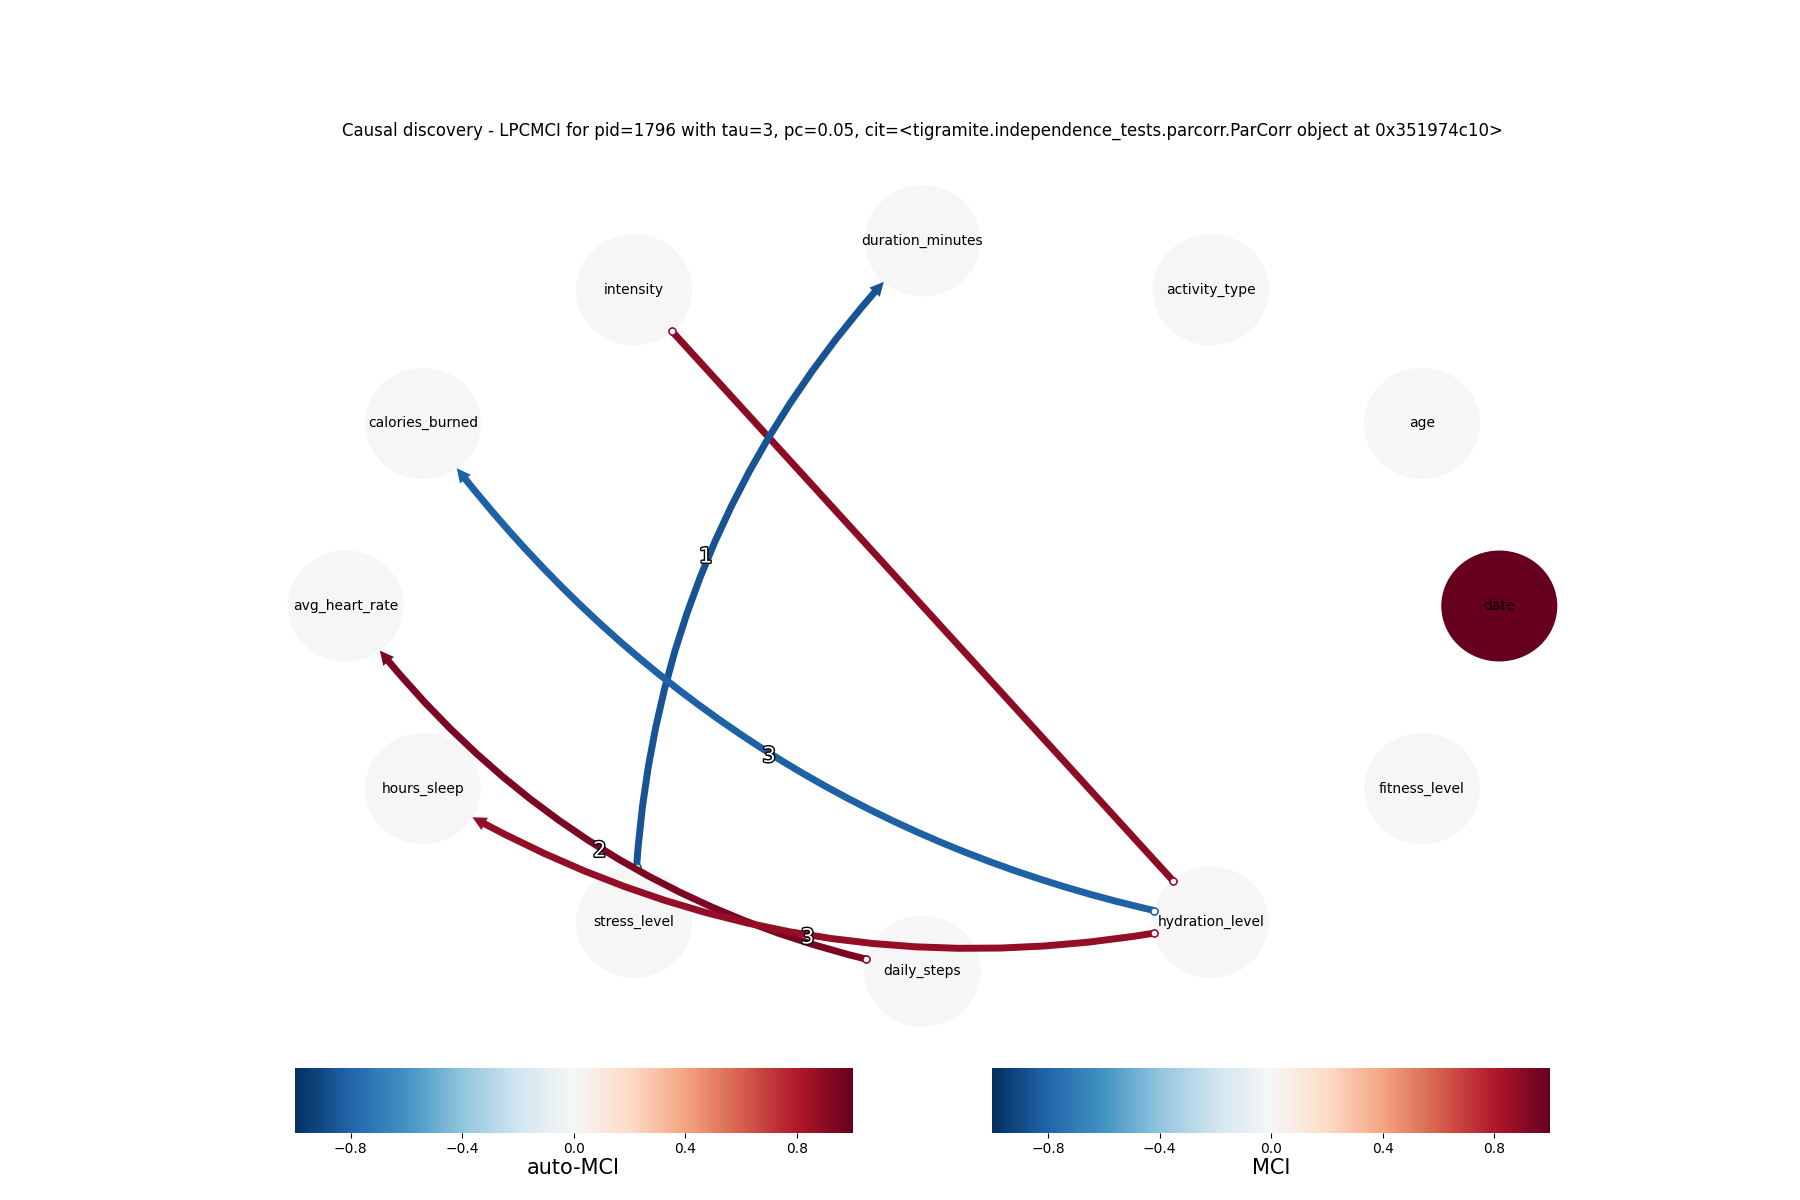 Causal discovery - LPCMCI for pid=1796 with tau=3, pc=0.05, cit=<tigramite.independence_tests.parcorr.ParCorr object at 0x351974c10>
duration_minutes
intensity
activity_type
calories_burned
age
1
avg_heart_rate
date
3
hours_sleep
fitness_level
2
stress_level
hydration_level
3
daily_steps
−0.8 −0.4 0.0 0.4 0.8
auto-MCI
−0.8 −0.4 0.0 0.4 0.8
MCI